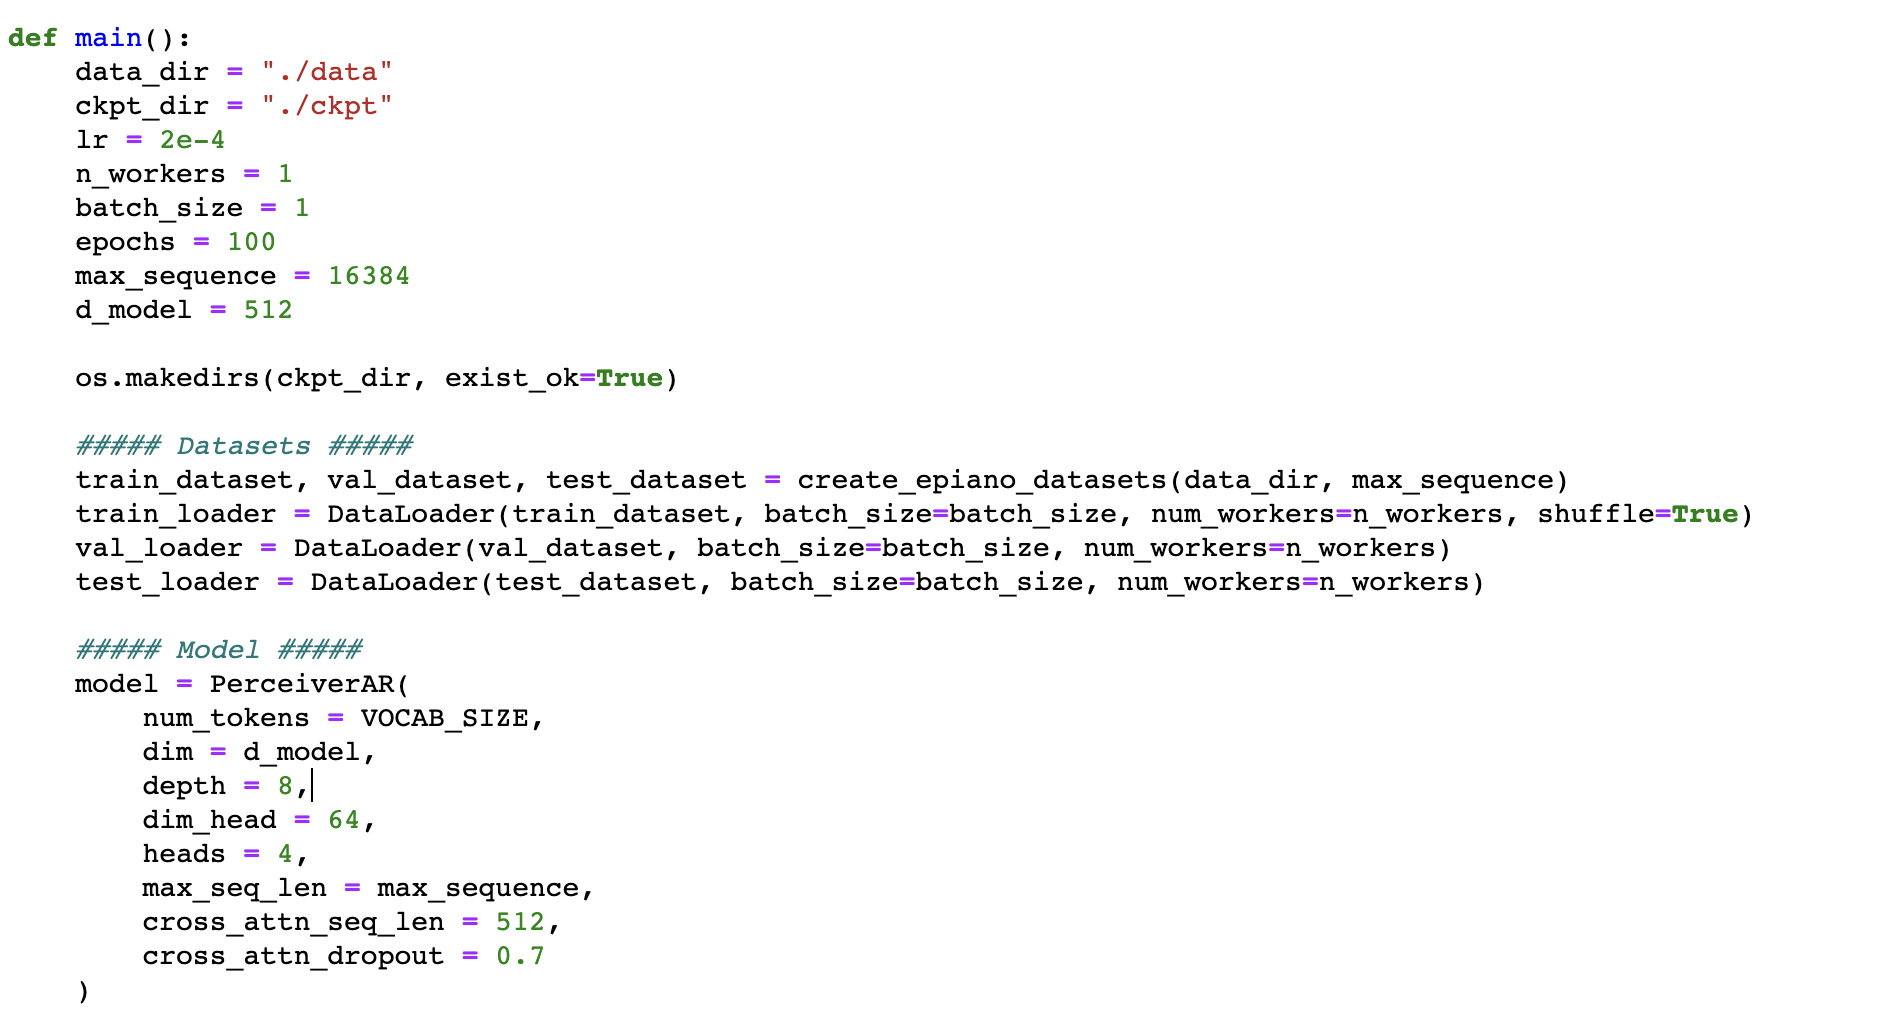 def main():
    data_dir = "./data"
    ckpt_dir = "./ckpt"
    lr = 2e-4
    n_workers = 1
    batch_size = 1
    epochs = 100
    max_sequence = 16384
    d_model = 512

    os.makedirs(ckpt_dir, exist_ok=True)

    ##### Datasets #####
    train_dataset, val_dataset, test_dataset = create_epiano_datasets(data_dir, max_sequence)
    train_loader = DataLoader(train_dataset, batch_size=batch_size, num_workers=n_workers, shuffle=True)
    val_loader = DataLoader(val_dataset, batch_size=batch_size, num_workers=n_workers)
    test_loader = DataLoader(test_dataset, batch_size=batch_size, num_workers=n_workers)

    ##### Model #####
    model = PerceiverAR(
        num_tokens = VOCAB_SIZE,
        dim = d_model,
        depth = 8,
        dim_head = 64,
        heads = 4,
        max_seq_len = max_sequence,
        cross_attn_seq_len = 512,
        cross_attn_dropout = 0.7
    )